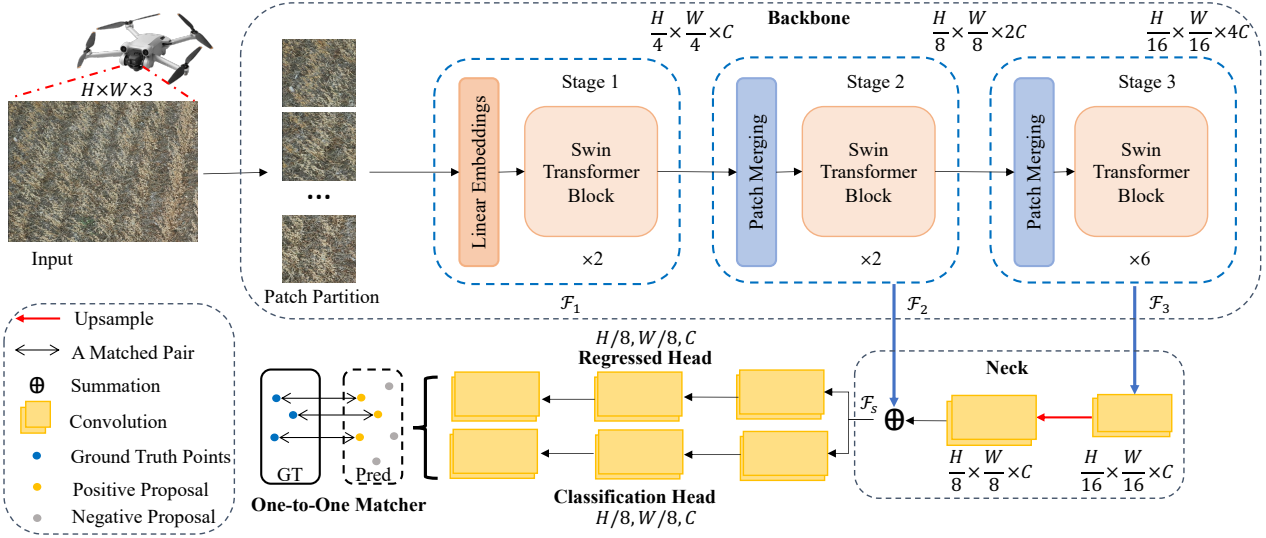 Backbone
H/4 × W/4 × C
H/8 × W/8 × 2C
H/16 × W/16 × 4C
H×W×3
Input
Patch Partition
...
Linear Embeddings
Stage 1
Swin
Transformer
Block
×2
Patch Merging
Stage 2
Swin
Transformer
Block
×2
Patch Merging
Stage 3
Swin
Transformer
Block
×6
ℱ1
ℱ2
ℱ3
Upsample
A Matched Pair
Summation
Convolution
Ground Truth Points
Positive Proposal
Negative Proposal
GT
Pred
One-to-One Matcher
H/8, W/8, C
Regressed Head
Classification Head
H/8, W/8, C
ℱs
Neck
H/8 × W/8 × C
H/16 × W/16 × C